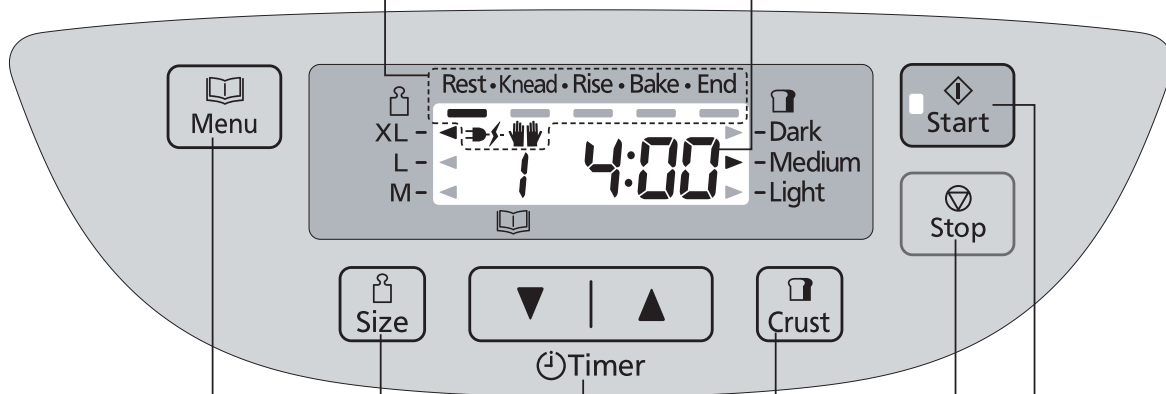 Menu
Rest • Knead • Rise • Bake • End
XL
L
M
1 4:00
Dark
Medium
Light
Start
Stop
Size
Crust
Timer